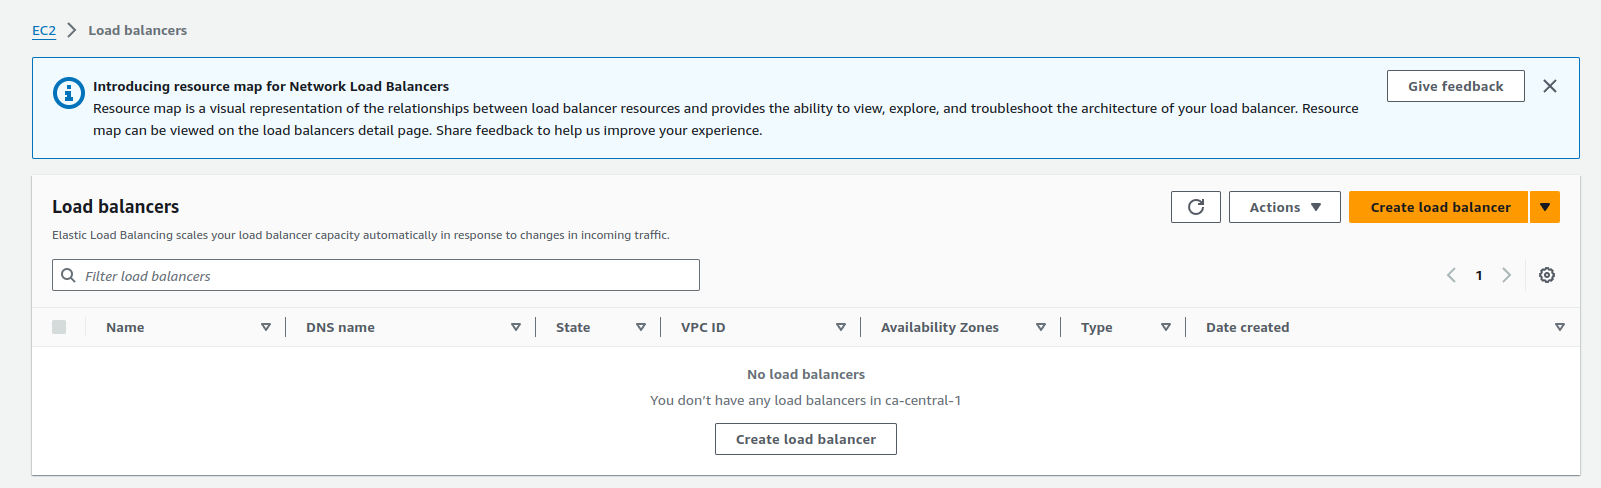 EC2 Load balancers
Introducing resource map for Network Load Balancers
Give feedback
Resource map is a visual representation of the relationships between load balancer resources and provides the ability to view, explore, and troubleshoot the architecture of your load balancer. Resource
map can be viewed on the load balancers detail page. Share feedback to help us improve your experience.
Load balancers
Actions
Create load balancer
Elastic Load Balancing scales your load balancer capacity automatically in response to changes in incoming traffic.
Filter load balancers
1
Name DNS name State VPC ID Availability Zones Type Date created
No load balancers
You don’t have any load balancers in ca-central-1
Create load balancer